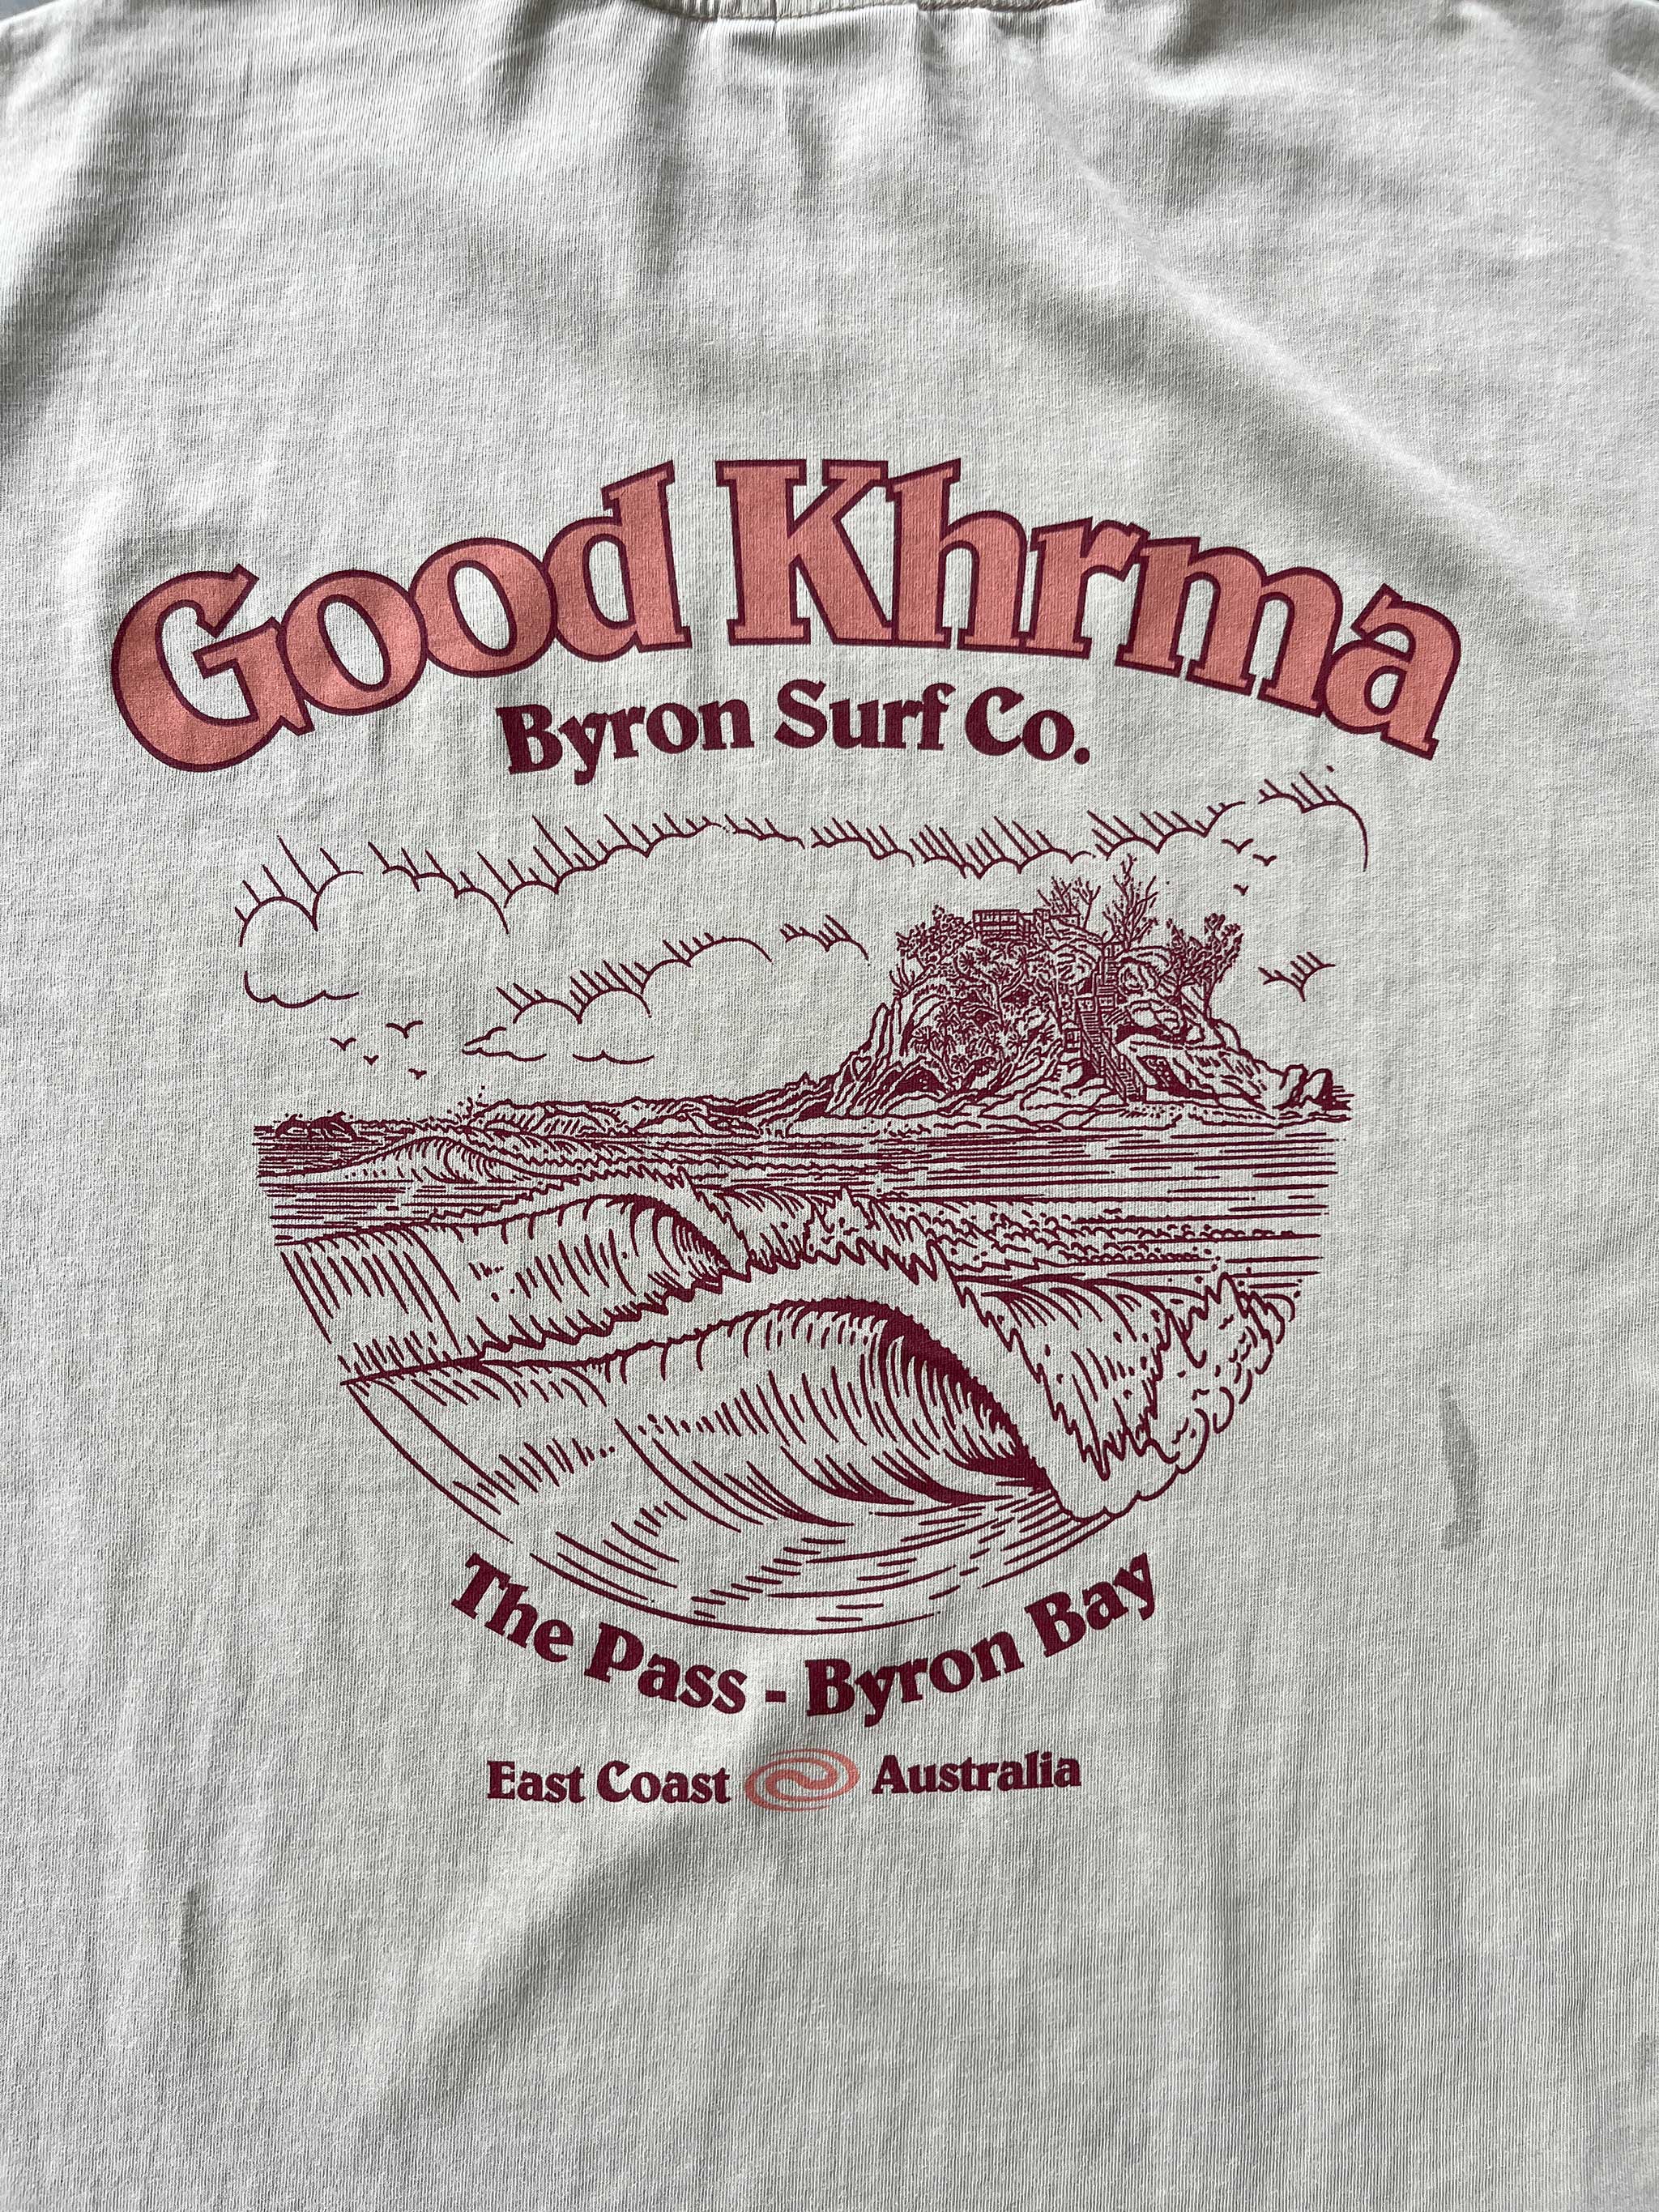 Good Khrma
Byron Surf Co.
The Pass - Byron Bay
East Coast Australia